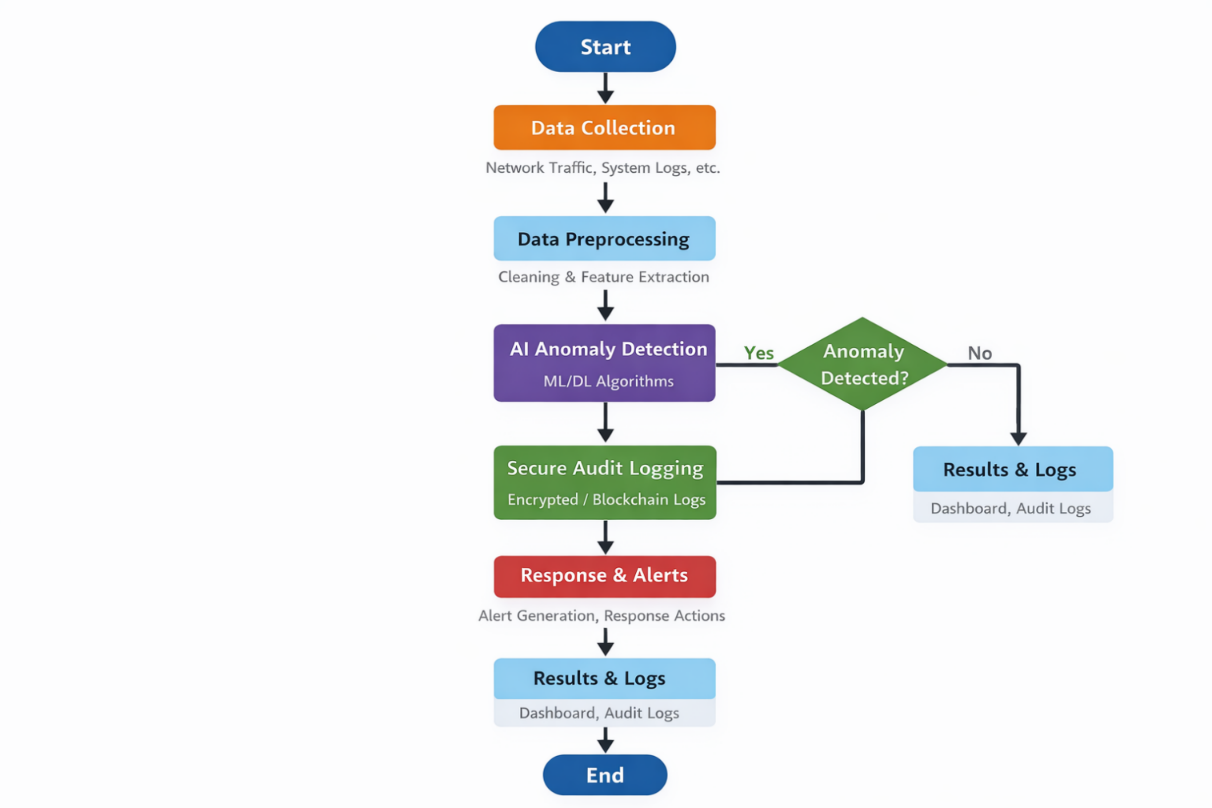 Start
Data Collection
Network Traffic, System Logs, etc.
Data Preprocessing
Cleaning & Feature Extraction
AI Anomaly Detection
ML/DL Algorithms
Yes
Anomaly
Detected?
No
Secure Audit Logging
Encrypted / Blockchain Logs
Results & Logs
Dashboard, Audit Logs
Response & Alerts
Alert Generation, Response Actions
Results & Logs
Dashboard, Audit Logs
End